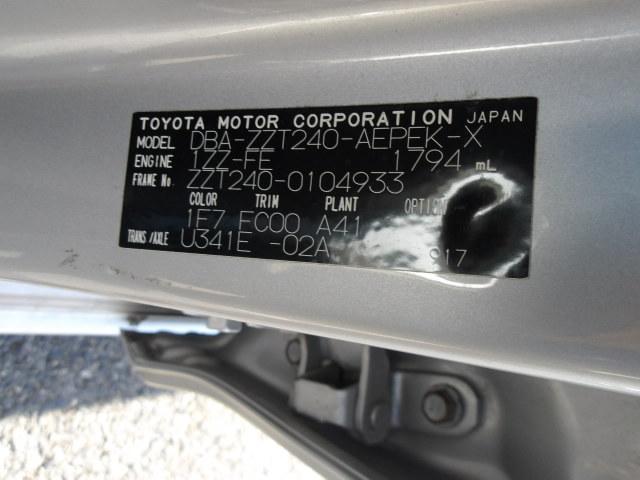 TOYOTA MOTOR CORPORATION JAPAN
MODEL DBA-ZZT240-AEPEK-X
ENGINE 1ZZ-FE 1794 mL
FRAME No ZZT240-0104933
COLOR TRIM PLANT OPTION
1F7 FC00 A41
TRANS/AXLE U341E -02A 917